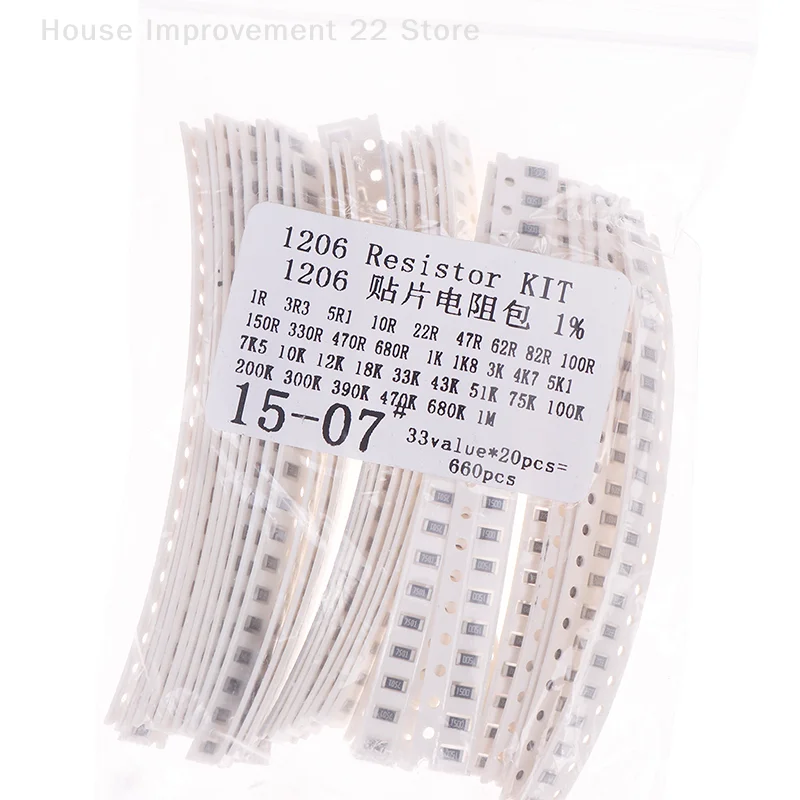 House Improvement 22 Store
1206 Resistor KIT
1206 贴片电阻包 1%
1R 3R3 5R1 10R 22R 47R 62R 82R 100R
150R 330R 470R 680R 1K 1K8 3K 4K7 5K1
7K5 10K 12K 18K 33K 43K 51K 75K 100K
200K 300K 390K 470K 680K 1M
15-07#
33value*20pcs=
660pcs